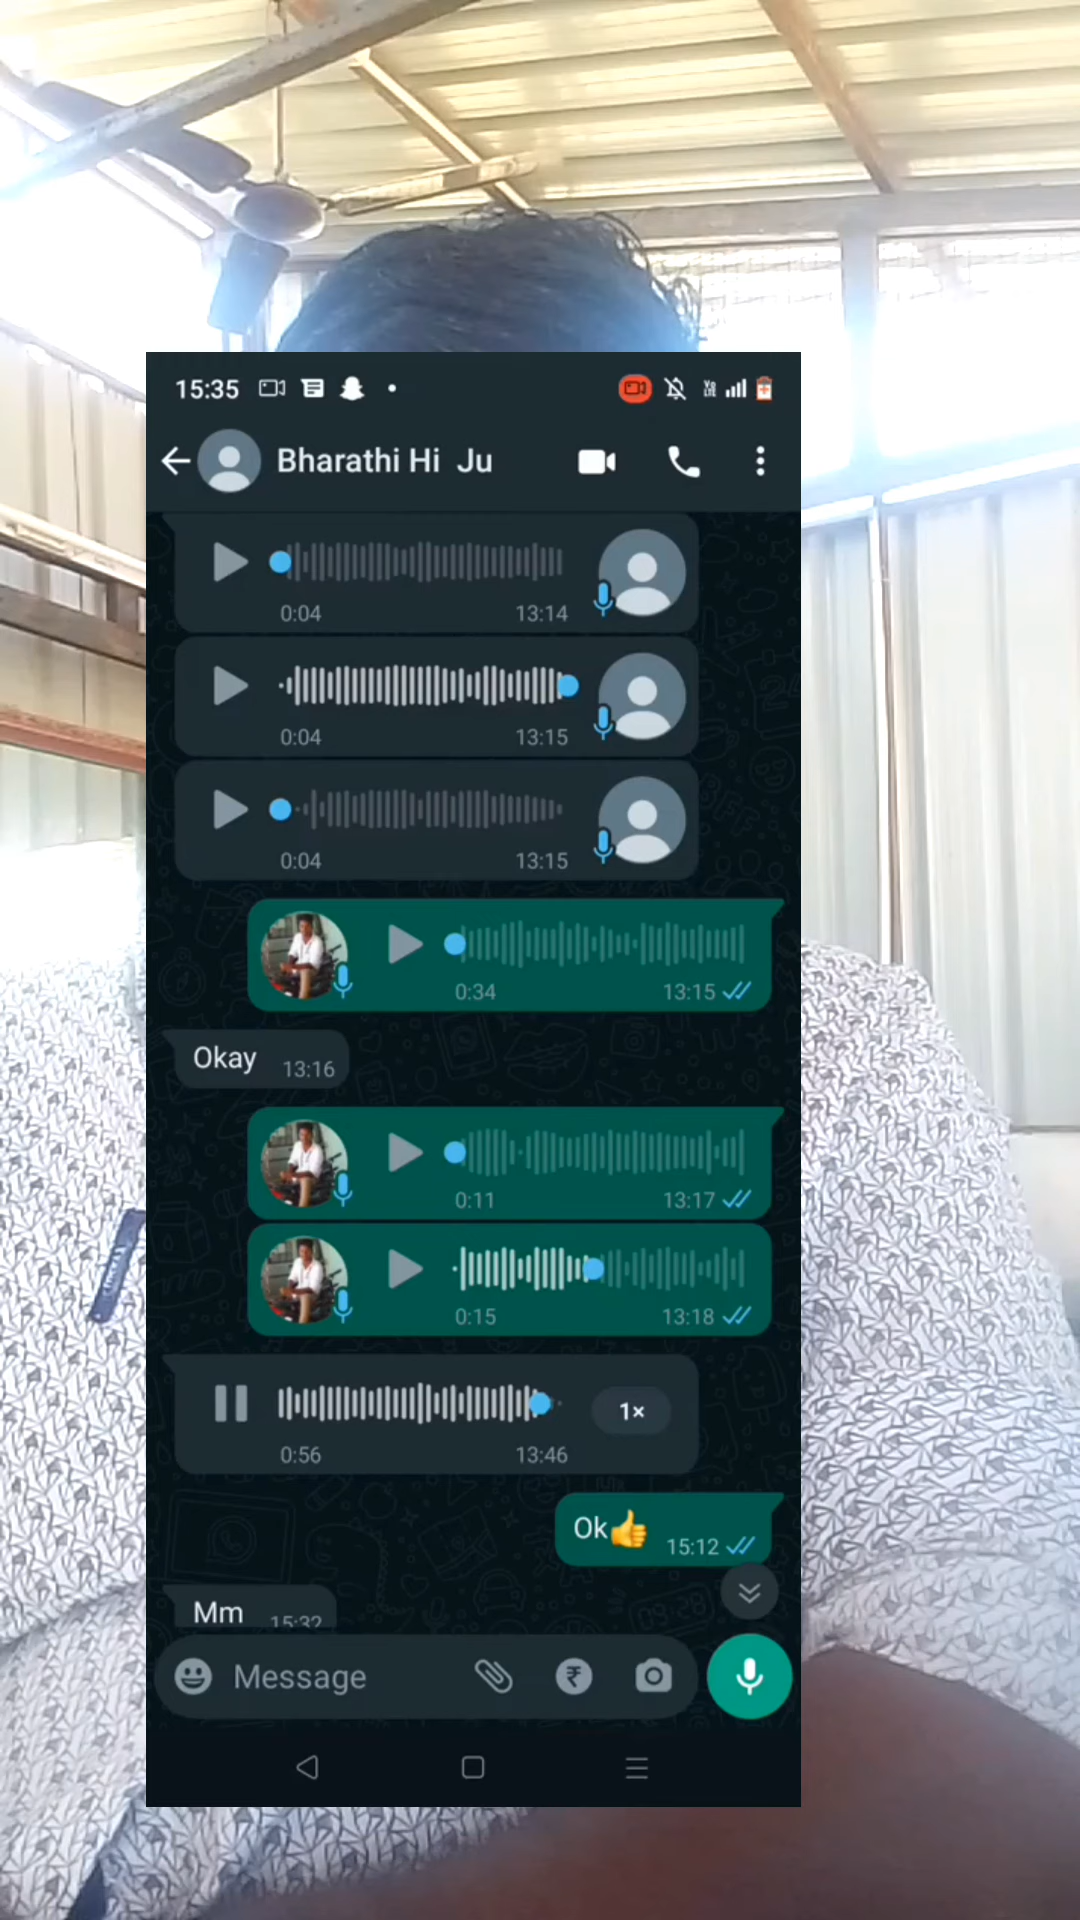 15:35
Bharathi Hi Ju
0:04 13:14
0:04 13:15
0:04 13:15
0:34 13:15
Okay 13:16
0:11 13:17
0:15 13:18
1×
0:56 13:46
Ok👍 15:12
Mm 15:32
Message